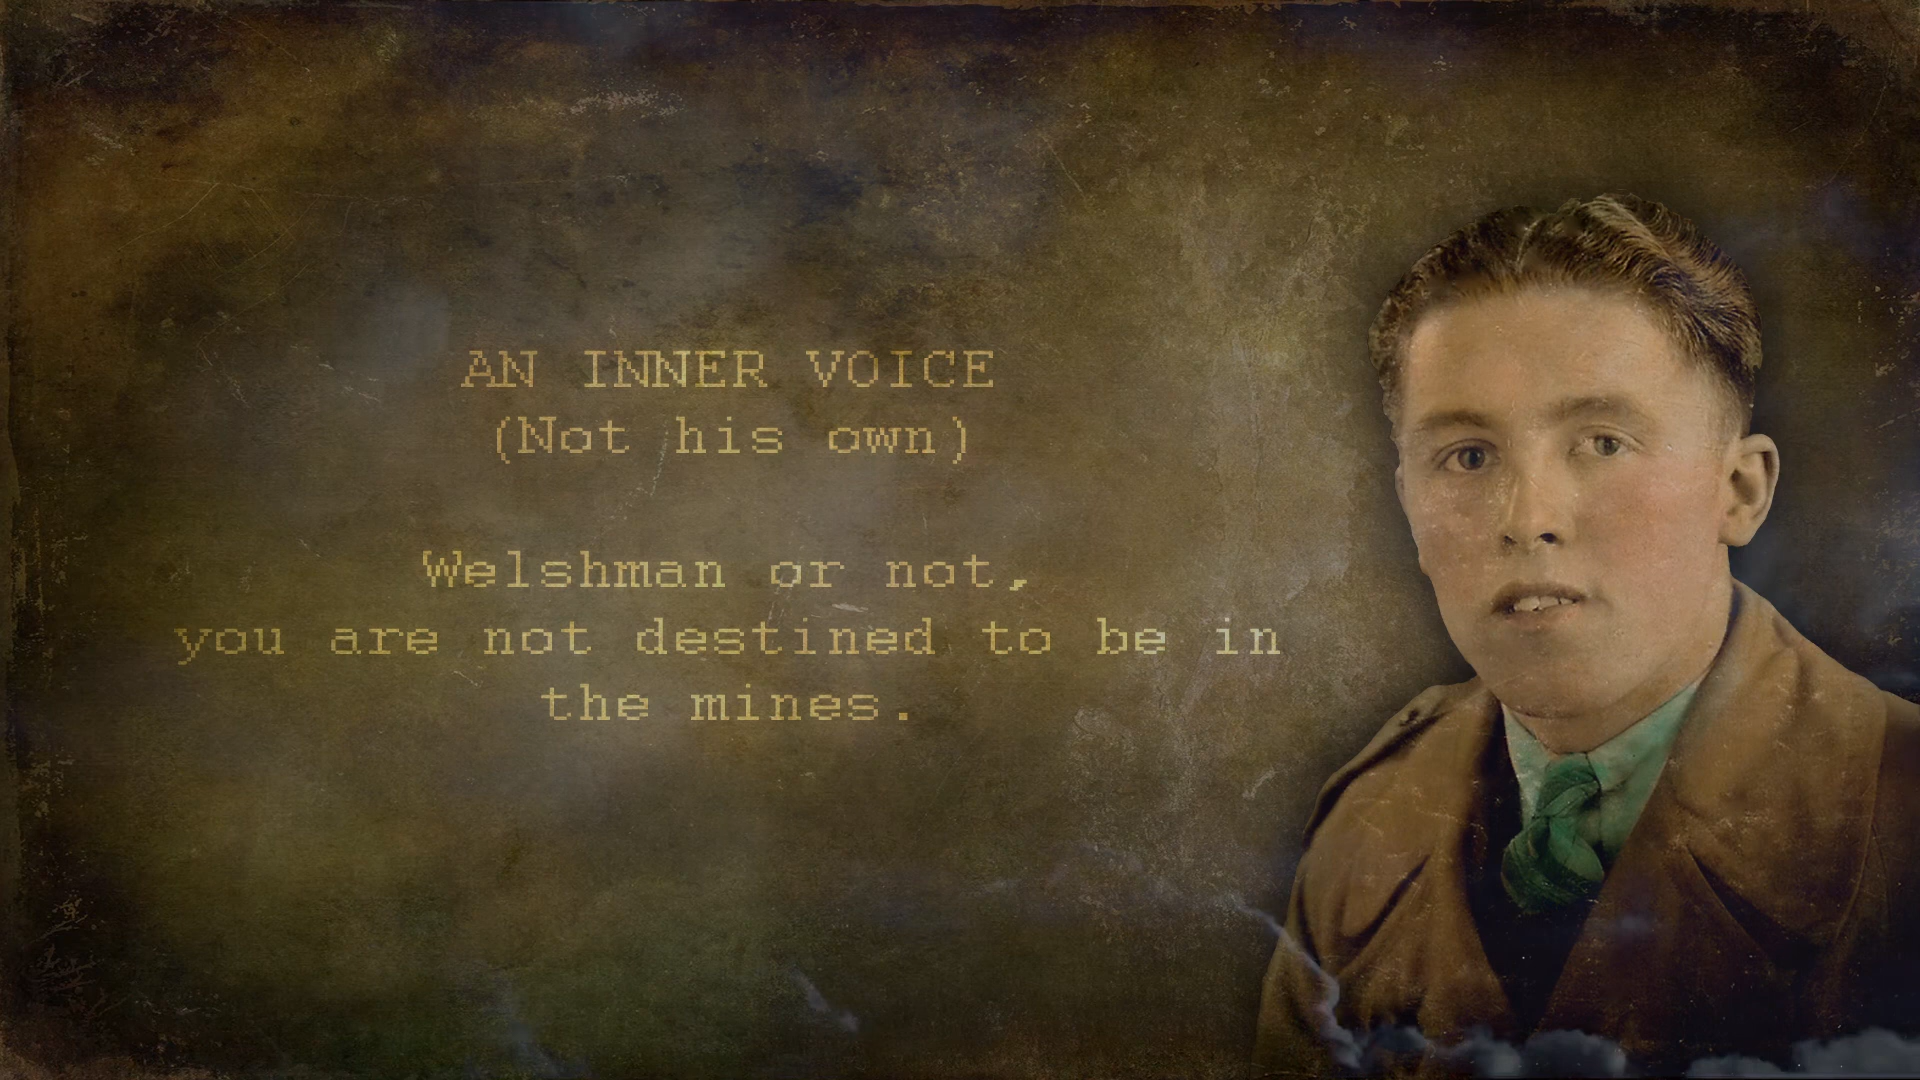 AN INNER VOICE
(Not his own)
Welshman or not,
you are not destined to be in
the mines.